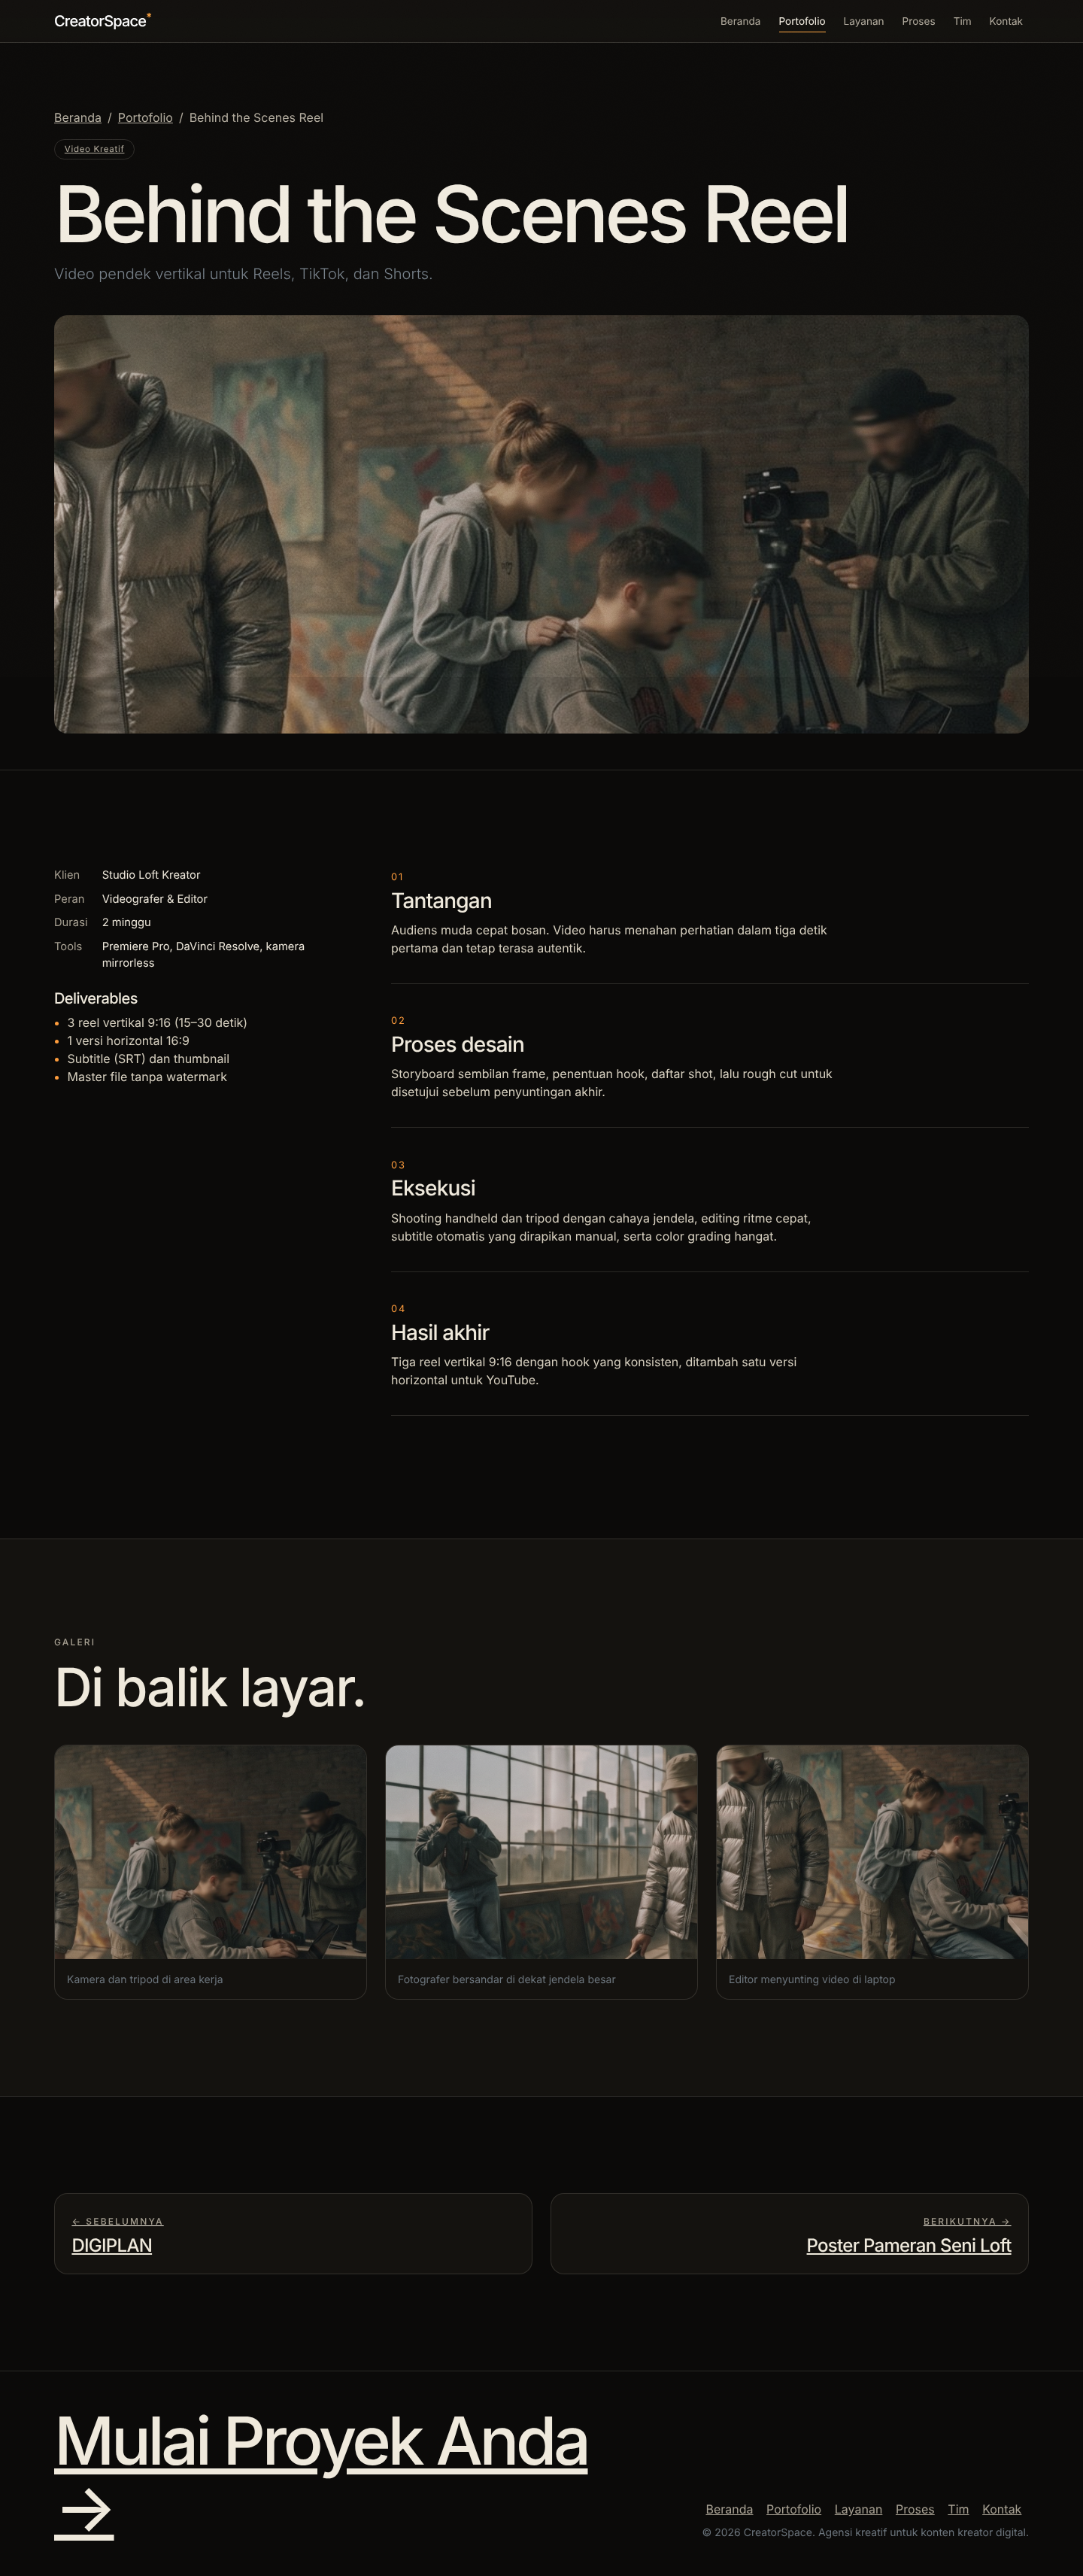 CreatorSpace*
Beranda Portofolio Layanan Proses Tim Kontak
Beranda / Portofolio / Behind the Scenes Reel
Video Kreatif
Behind the Scenes Reel
Video pendek vertikal untuk Reels, TikTok, dan Shorts.
Klien Studio Loft Kreator
Peran Videografer & Editor
Durasi 2 minggu
Tools Premiere Pro, DaVinci Resolve, kamera
mirrorless
Deliverables
• 3 reel vertikal 9:16 (15–30 detik)
• 1 versi horizontal 16:9
• Subtitle (SRT) dan thumbnail
• Master file tanpa watermark
01
Tantangan
Audiens muda cepat bosan. Video harus menahan perhatian dalam tiga detik
pertama dan tetap terasa autentik.
02
Proses desain
Storyboard sembilan frame, penentuan hook, daftar shot, lalu rough cut untuk
disetujui sebelum penyuntingan akhir.
03
Eksekusi
Shooting handheld dan tripod dengan cahaya jendela, editing ritme cepat,
subtitle otomatis yang dirapikan manual, serta color grading hangat.
04
Hasil akhir
Tiga reel vertikal 9:16 dengan hook yang konsisten, ditambah satu versi
horizontal untuk YouTube.
GALERI
Di balik layar.
Kamera dan tripod di area kerja
Fotografer bersandar di dekat jendela besar
Editor menyunting video di laptop
← SEBELUMNYA
DIGIPLAN
BERIKUTNYA →
Poster Pameran Seni Loft
Mulai Proyek Anda
→
Beranda Portofolio Layanan Proses Tim Kontak
© 2026 CreatorSpace. Agensi kreatif untuk konten kreator digital.